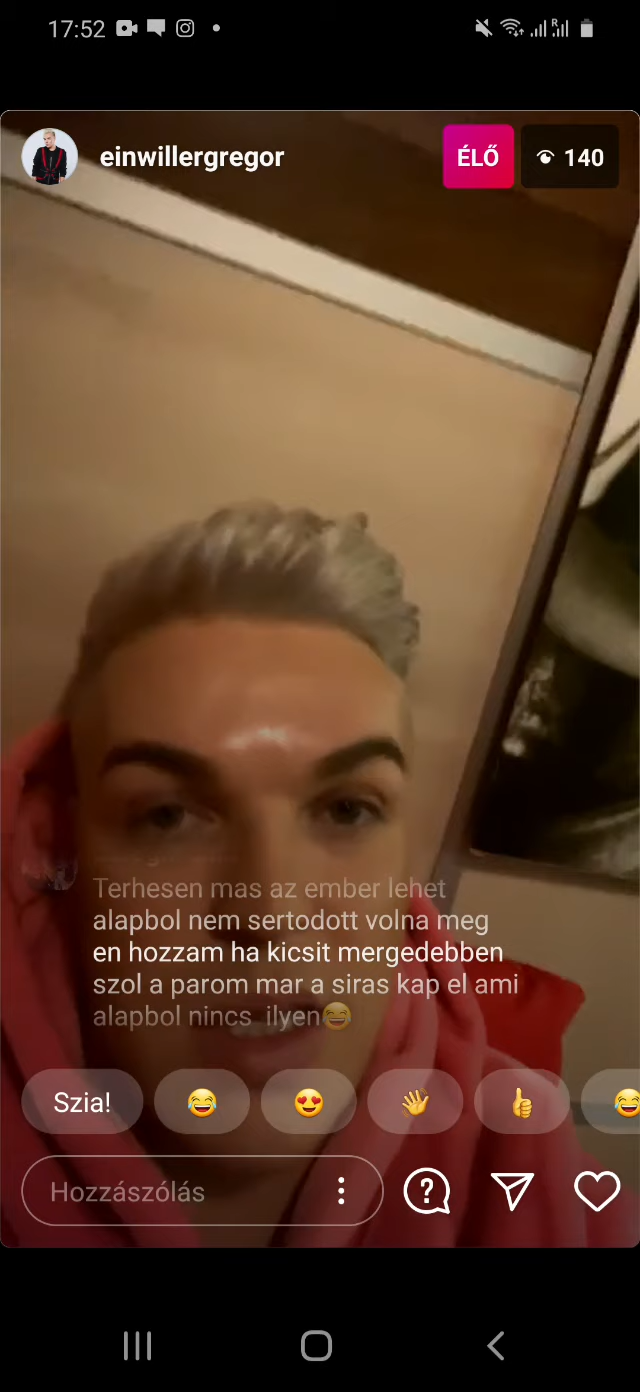 17:52
einwillergregor
ÉLŐ
140
Terhesen mas az ember lehet
alapbol nem sertodott volna meg
en hozzam ha kicsit mergedebben
szol a parom mar a siras kap el ami
alapbol nincs ilyen😂
Szia!
Hozzászólás